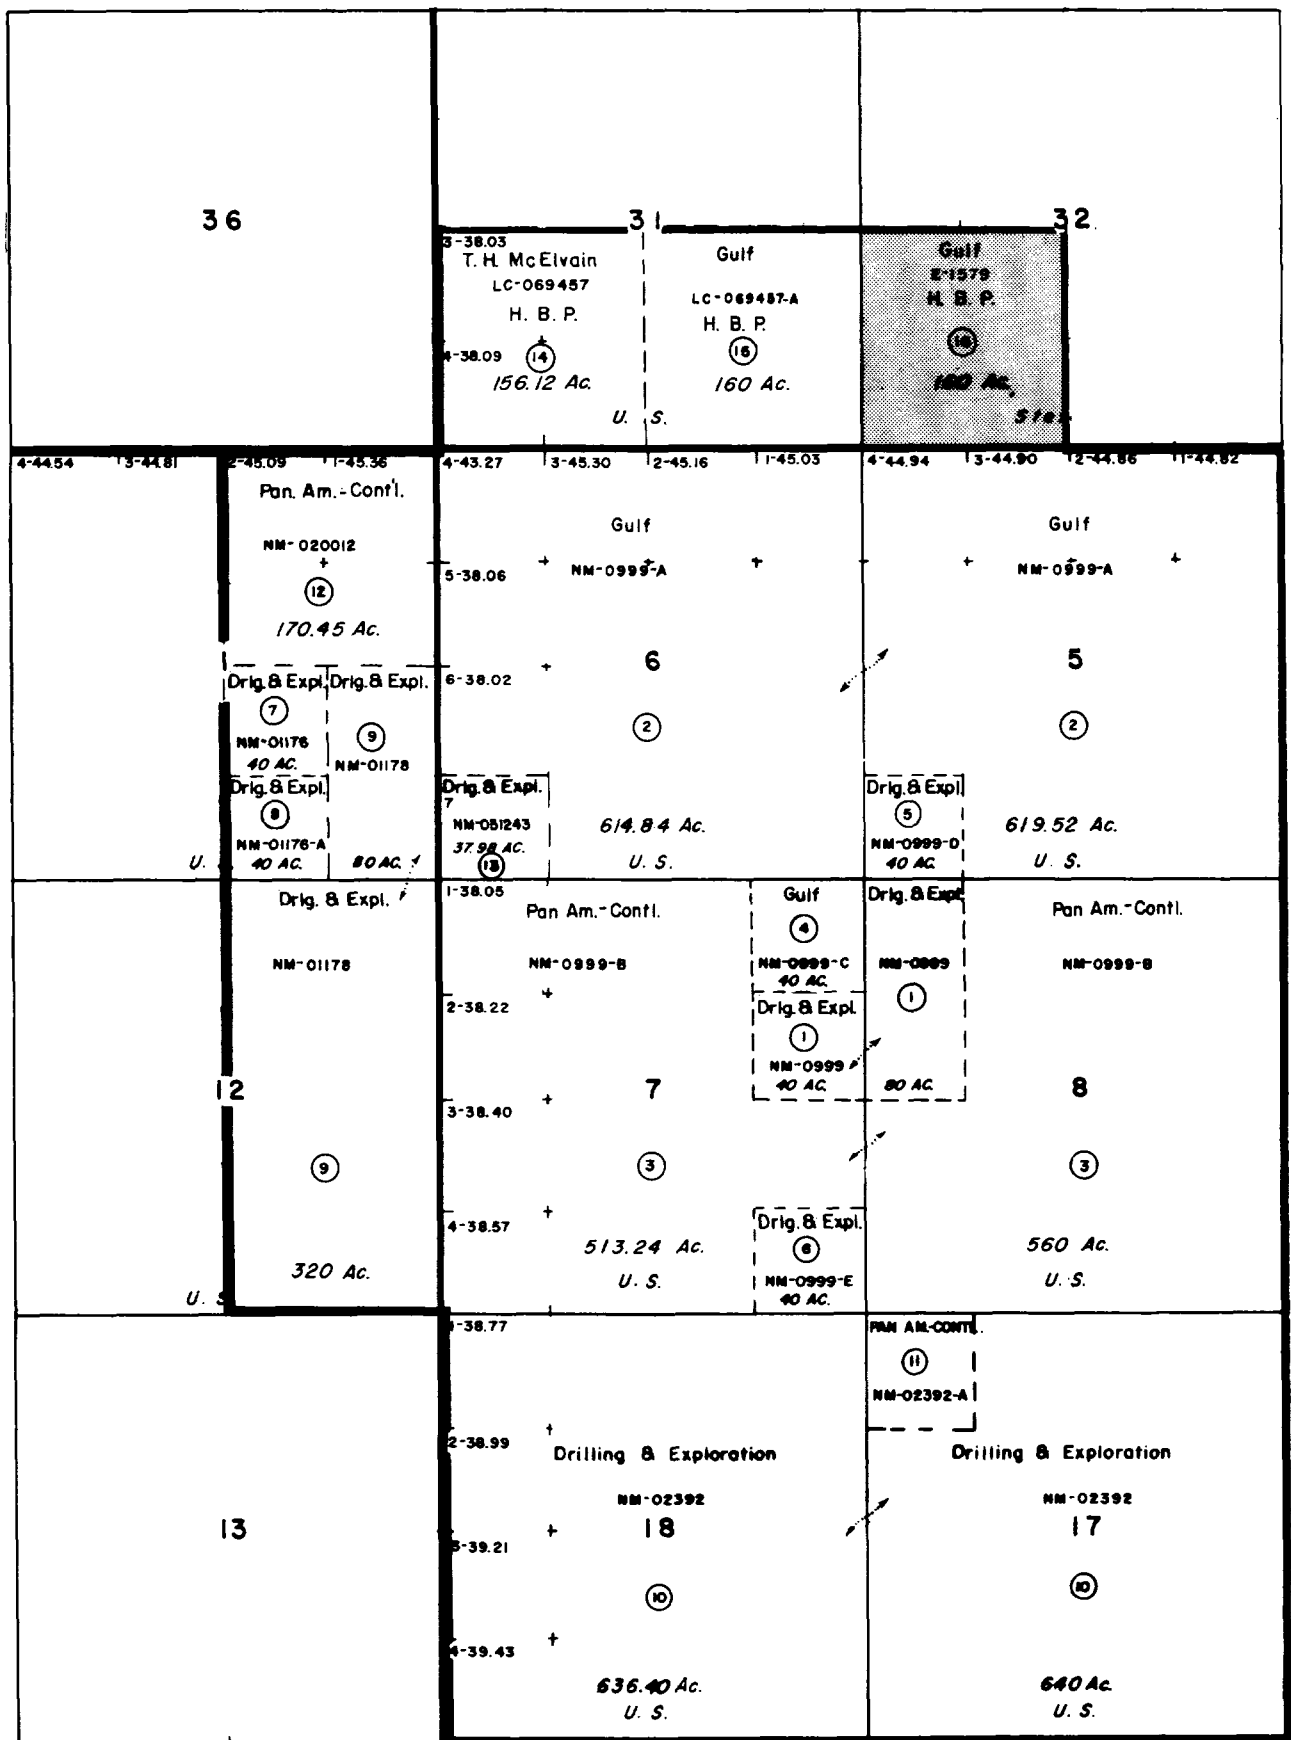 36
31
32
3-38.03
T. H. McElvain
LC-069457
H. B. P.
4-38.09
14
156.12 Ac.
Gulf
LC-069457-A
H. B. P.
15
160 Ac.
U. S.
Gulf
E-1579
H. B. P.
16
160 Ac.
4-44.54
3-44.81
2-45.09
1-45.36
4-43.27
3-45.30
2-45.16
1-45.03
4-44.94
3-44.90
2-44.86
1-44.82
Pan. Am.-Cont'l.
NM-020012
12
170.45 Ac.
Drlg. & Expl.
7
NM-01176
40 AC.
Drlg. & Expl.
9
NM-01178
80 AC.
Drlg. & Expl.
8
NM-01176-A
40 AC.
U.
5-38.06
6-38.02
Gulf
NM-0999-A
6
2
614.84 Ac.
U. S.
Drlg. & Expl.
7
NM-051243
37.98 AC.
13
Gulf
NM-0999-A
5
2
619.52 Ac.
U. S.
Drlg. & Expl.
5
NM-0999-D
40 AC.
Drlg. & Expl.
NM-01178
12
9
320 Ac.
U. S
1-38.05
2-38.22
3-38.40
4-38.57
Pan Am.-Contl.
NM-0999-B
7
3
513.24 Ac.
U. S.
Gulf
4
NM-0999-C
40 AC.
Drlg. & Expl.
1
NM-0999
40 AC.
Drlg. & Expl.
6
NM-0999-E
40 AC.
Drlg. & Expl.
NM-0999
1
80 AC.
Pan Am.-Contl.
NM-0999-B
8
3
560 Ac.
U. S.
13
1-38.77
2-38.99
3-39.21
4-39.43
Drilling & Exploration
NM-02392
18
10
636.40 Ac.
U. S.
PAN AM.-CONTL.
11
NM-02392-A
Drilling & Exploration
NM-02392
17
10
640 Ac.
U. S.